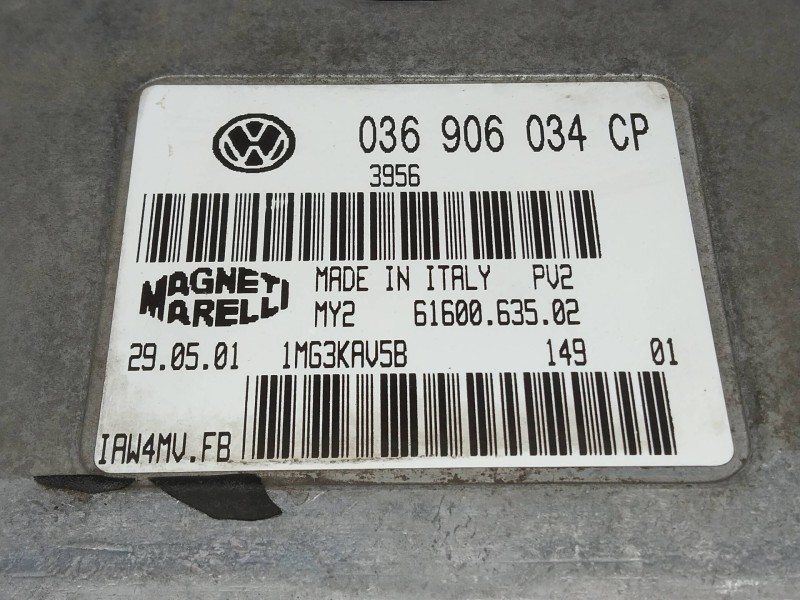 036 906 034 CP
3956
MAGNETI MARELLI
MADE IN ITALY PV2
MY2 61600.635.02
29.05.01 1MG3KAV5B 149 01
IAW4MV.FB